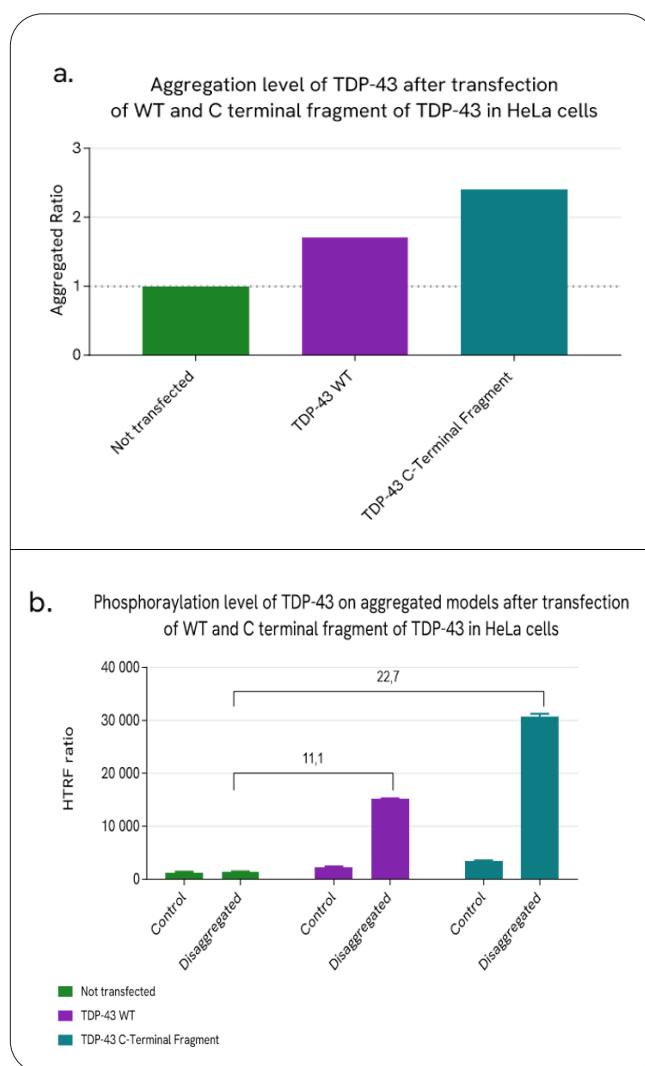 a.
Aggregation level of TDP-43 after transfection
of WT and C terminal fragment of TDP-43 in HeLa cells
Aggregated Ratio
3
2
1
0
Not transfected
TDP-43 WT
TDP-43 C-Terminal Fragment
b.
Phosphoraylation level of TDP-43 on aggregated models after transfection
of WT and C terminal fragment of TDP-43 in HeLa cells
HTRF ratio
40 000
30 000
20 000
10 000
0
22,7
11,1
Control
Disaggregated
Control
Disaggregated
Control
Disaggregated
Not transfected
TDP-43 WT
TDP-43 C-Terminal Fragment